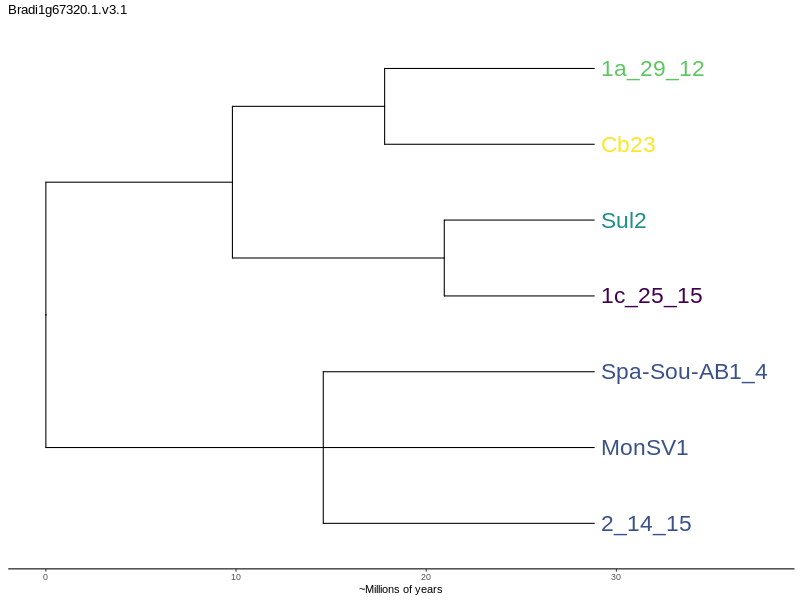 Bradi1g67320.1.v3.1
1a_29_12
Cb23
Sul2
1c_25_15
Spa-Sou-AB1_4
MonSV1
2_14_15
0 10 20 30
~Millions of years